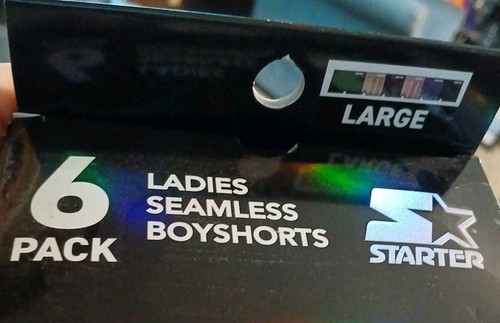 LARGE
6
PACK
LADIES
SEAMLESS
BOYSHORTS
STARTER